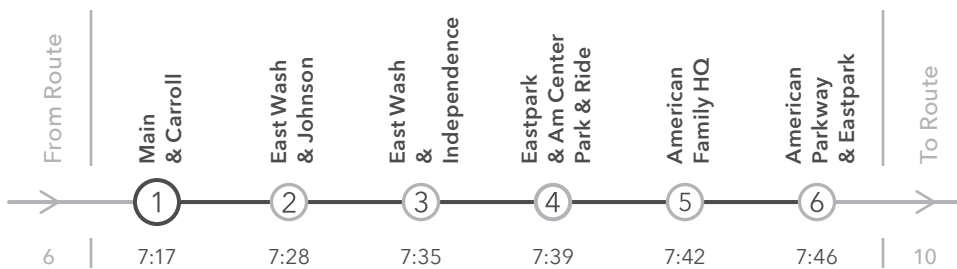 From Route
Main
& Carroll
East Wash
& Johnson
East Wash
&
Independence
Eastpark
& Am Center
Park & Ride
American
Family HQ
American
Parkway
& Eastpark
To Route
1 2 3 4 5 6
6 7:17 7:28 7:35 7:39 7:42 7:46 10